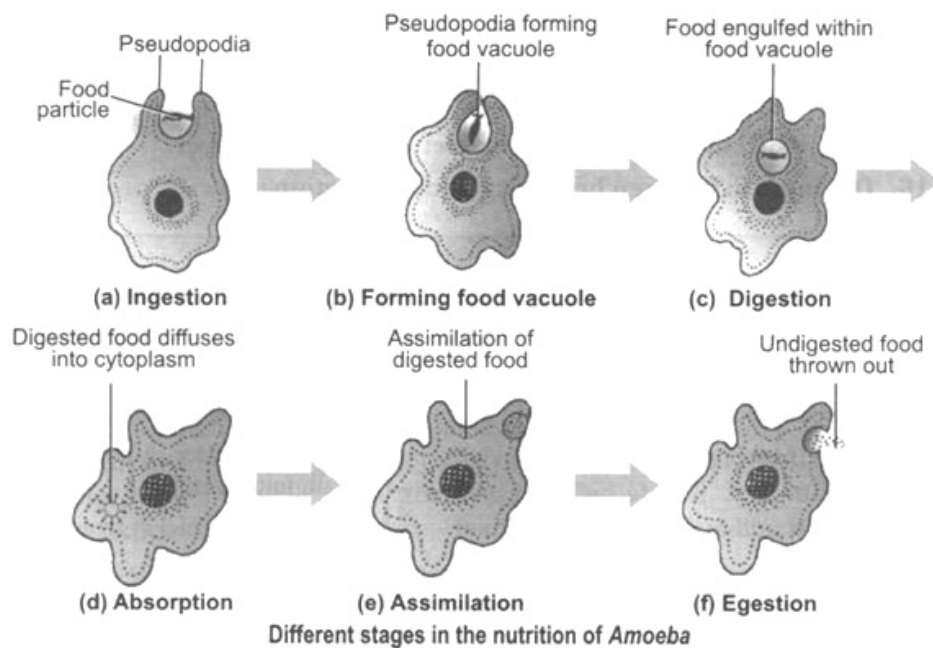 Pseudopodia
Food
particle
Pseudopodia forming
food vacuole
Food engulfed within
food vacuole
(a) Ingestion
(b) Forming food vacuole
(c) Digestion
Digested food diffuses
into cytoplasm
Assimilation of
digested food
Undigested food
thrown out
(d) Absorption
(e) Assimilation
(f) Egestion
Different stages in the nutrition of Amoeba